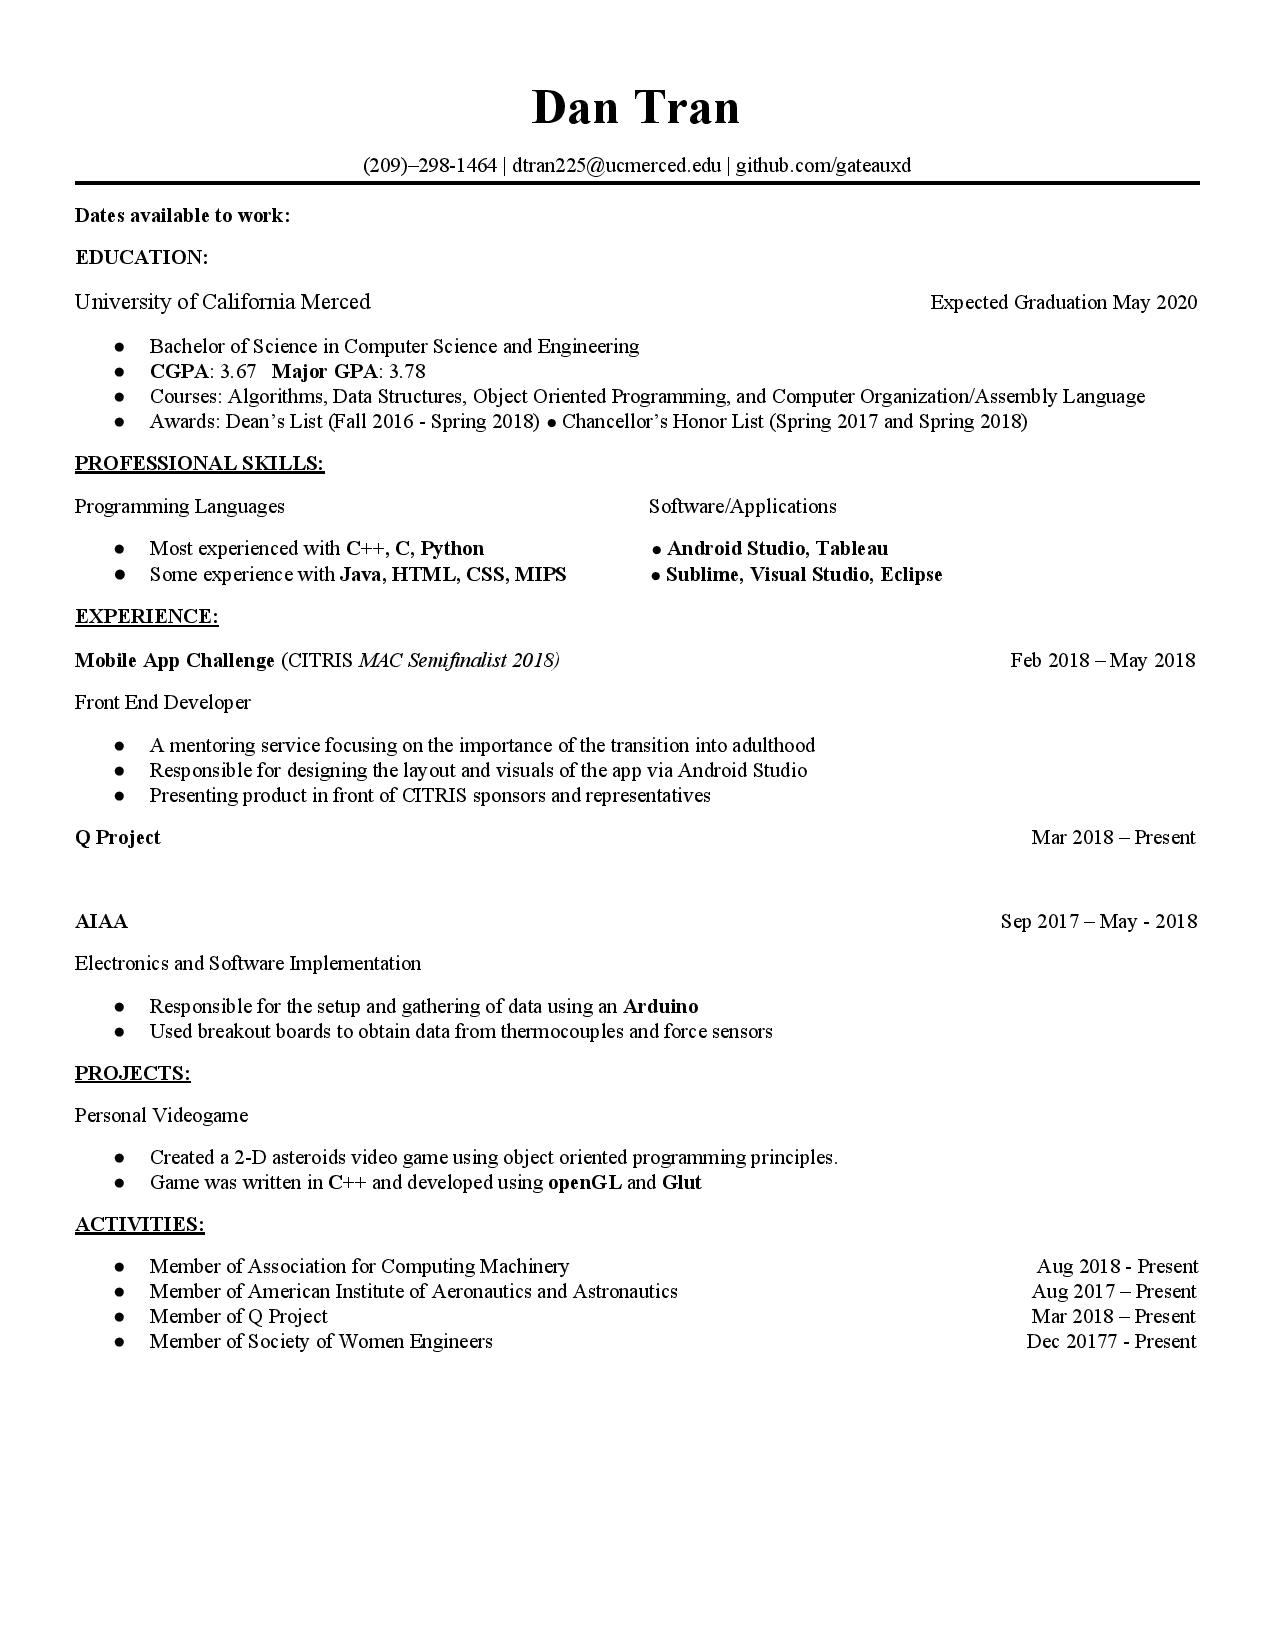 Dan Tran
(209)–298-1464 | dtran225@ucmerced.edu | github.com/gateauxd
Dates available to work:
EDUCATION:
University of California Merced Expected Graduation May 2020
● Bachelor of Science in Computer Science and Engineering
● CGPA: 3.67 Major GPA: 3.78
● Courses: Algorithms, Data Structures, Object Oriented Programming, and Computer Organization/Assembly Language
● Awards: Dean’s List (Fall 2016 - Spring 2018) ● Chancellor’s Honor List (Spring 2017 and Spring 2018)
PROFESSIONAL SKILLS:
Programming Languages Software/Applications
● Most experienced with C++, C, Python ● Android Studio, Tableau
● Some experience with Java, HTML, CSS, MIPS ● Sublime, Visual Studio, Eclipse
EXPERIENCE:
Mobile App Challenge (CITRIS MAC Semifinalist 2018) Feb 2018 – May 2018
Front End Developer
● A mentoring service focusing on the importance of the transition into adulthood
● Responsible for designing the layout and visuals of the app via Android Studio
● Presenting product in front of CITRIS sponsors and representatives
Q Project Mar 2018 – Present
AIAA Sep 2017 – May - 2018
Electronics and Software Implementation
● Responsible for the setup and gathering of data using an Arduino
● Used breakout boards to obtain data from thermocouples and force sensors
PROJECTS:
Personal Videogame
● Created a 2-D asteroids video game using object oriented programming principles.
● Game was written in C++ and developed using openGL and Glut
ACTIVITIES:
● Member of Association for Computing Machinery Aug 2018 - Present
● Member of American Institute of Aeronautics and Astronautics Aug 2017 – Present
● Member of Q Project Mar 2018 – Present
● Member of Society of Women Engineers Dec 20177 - Present